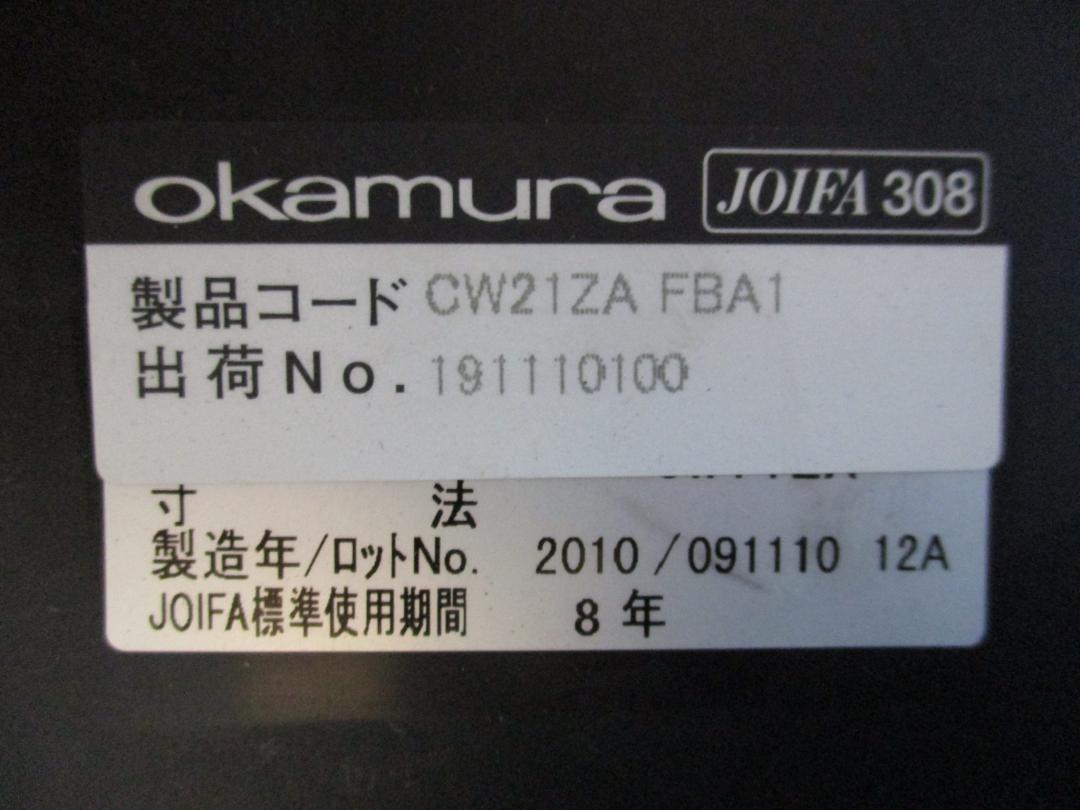 okamura JOIFA 308
製品コード CW21ZA FBA1
出荷No. 191110100
寸 法
製造年/ロットNo. 2010/091110 12A
JOIFA標準使用期間 8年